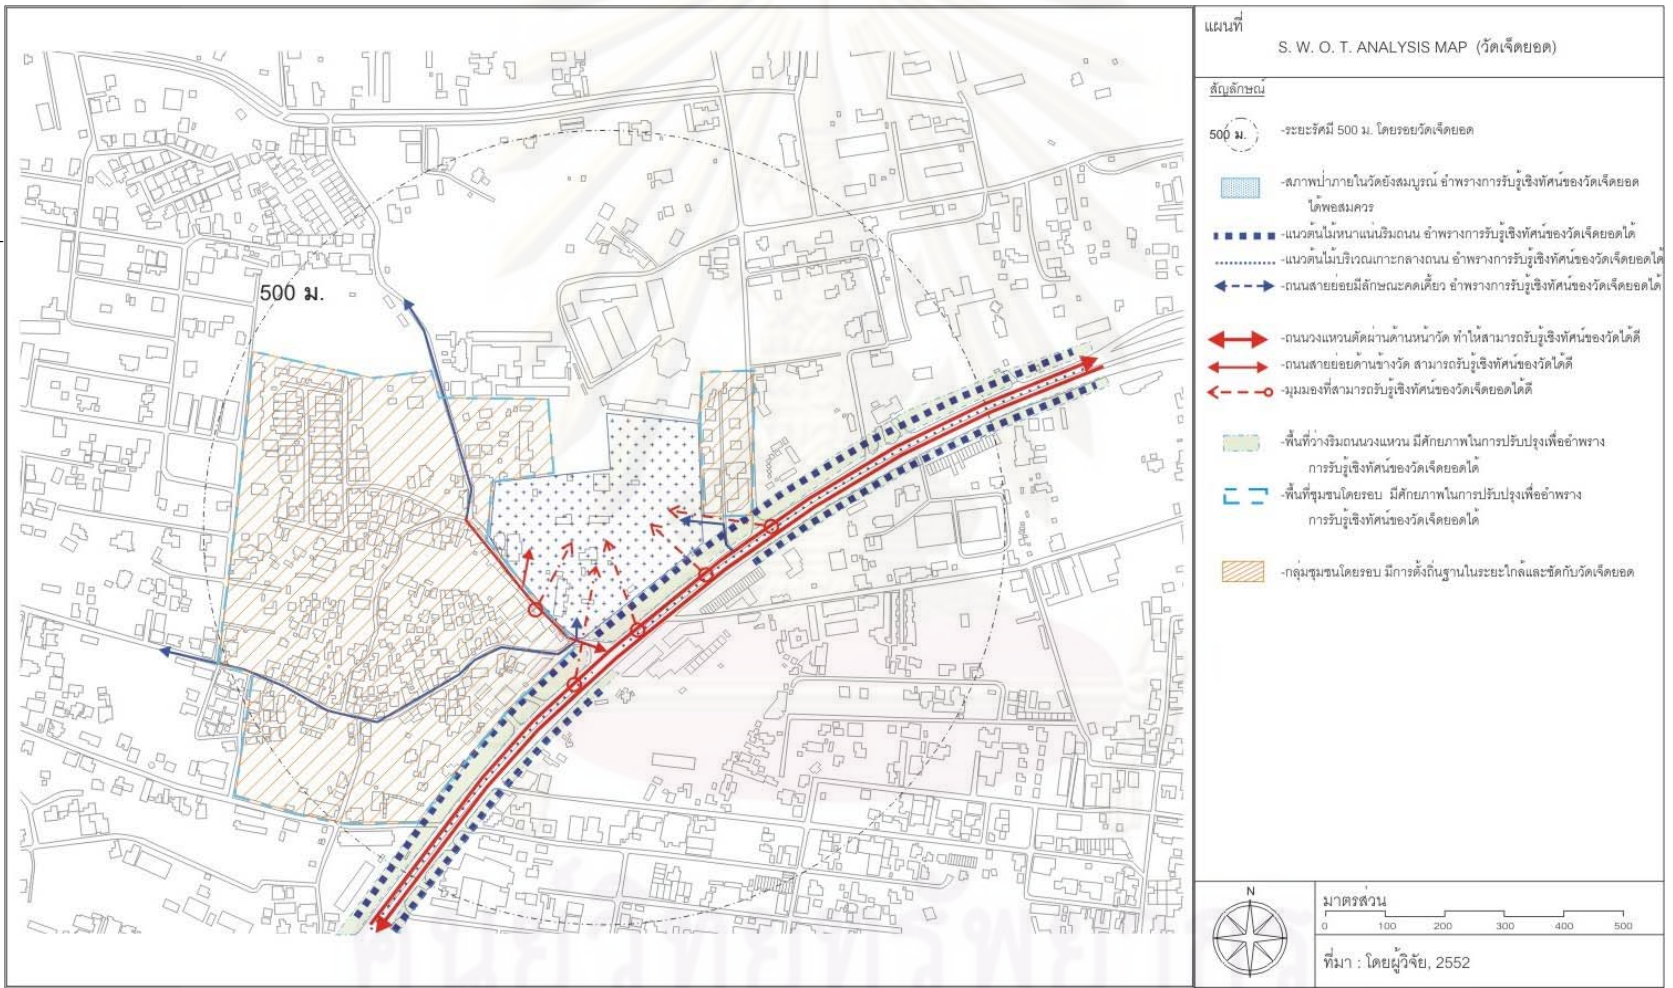 แผนที่
S. W. O. T. ANALYSIS MAP (วัดเจ็ดยอด)
สัญลักษณ์
500 ม.
-ระยะรัศมี 500 ม. โดยรอยวัดเจ็ดยอด
-สภาพป่าภายในวัดยังสมบูรณ์ อำพรางการรับรู้เชิงทัศน์ของวัดเจ็ดยอด
ได้พอสมควร
-แนวต้นไม้หนาแน่นริมถนน อำพรางการรับรู้เชิงทัศน์ของวัดเจ็ดยอดได้
-แนวต้นไม้บริเวณเกาะกลางถนน อำพรางการรับรู้เชิงทัศน์ของวัดเจ็ดยอดได้
-ถนนสายย่อยมีลักษณะคดเคี้ยว อำพรางการรับรู้เชิงทัศน์ของวัดเจ็ดยอดได้
-ถนนวงแหวนตัดผ่านด้านหน้าวัด ทำให้สามารถรับรู้เชิงทัศน์ของวัดได้ดี
-ถนนสายย่อยด้านข้างวัด สามารถรับรู้เชิงทัศน์ของวัดได้ดี
-มุมมองที่สามารถรับรู้เชิงทัศน์ของวัดเจ็ดยอดได้ดี
-พื้นที่ว่างริมถนนวงแหวน มีศักยภาพในการปรับปรุงเพื่ออำพราง
การรับรู้เชิงทัศน์ของวัดเจ็ดยอดได้
-พื้นที่ชุมชนโดยรอบ มีศักยภาพในการปรับปรุงเพื่ออำพราง
การรับรู้เชิงทัศน์ของวัดเจ็ดยอดได้
-กลุ่มชุมชนโดยรอบ มีการตั้งถิ่นฐานในระยะใกล้และชิดกับวัดเจ็ดยอด
500 ม.
N
มาตรส่วน
0 100 200 300 400 500
ที่มา : โดยผู้วิจัย, 2552